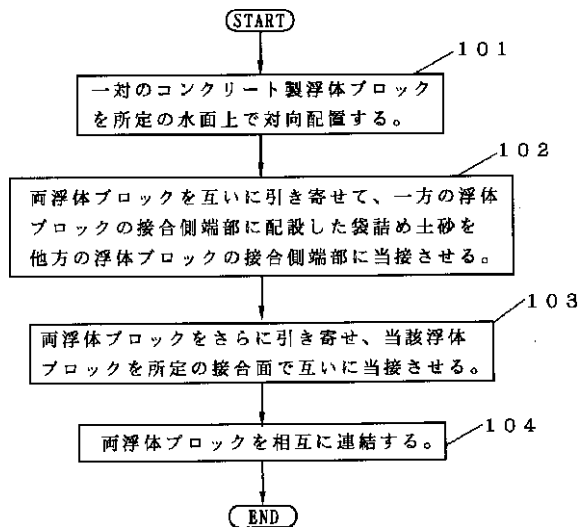 START
101
一対のコンクリート製浮体ブロック
を所定の水面上で対向配置する。
102
両浮体ブロックを互いに引き寄せて、一方の浮体
ブロックの接合側端部に配設した袋詰め土砂を
他方の浮体ブロックの接合側端部に当接させる。
103
両浮体ブロックをさらに引き寄せ、当該浮体
ブロックを所定の接合面で互いに当接させる。
104
両浮体ブロックを相互に連結する。
END